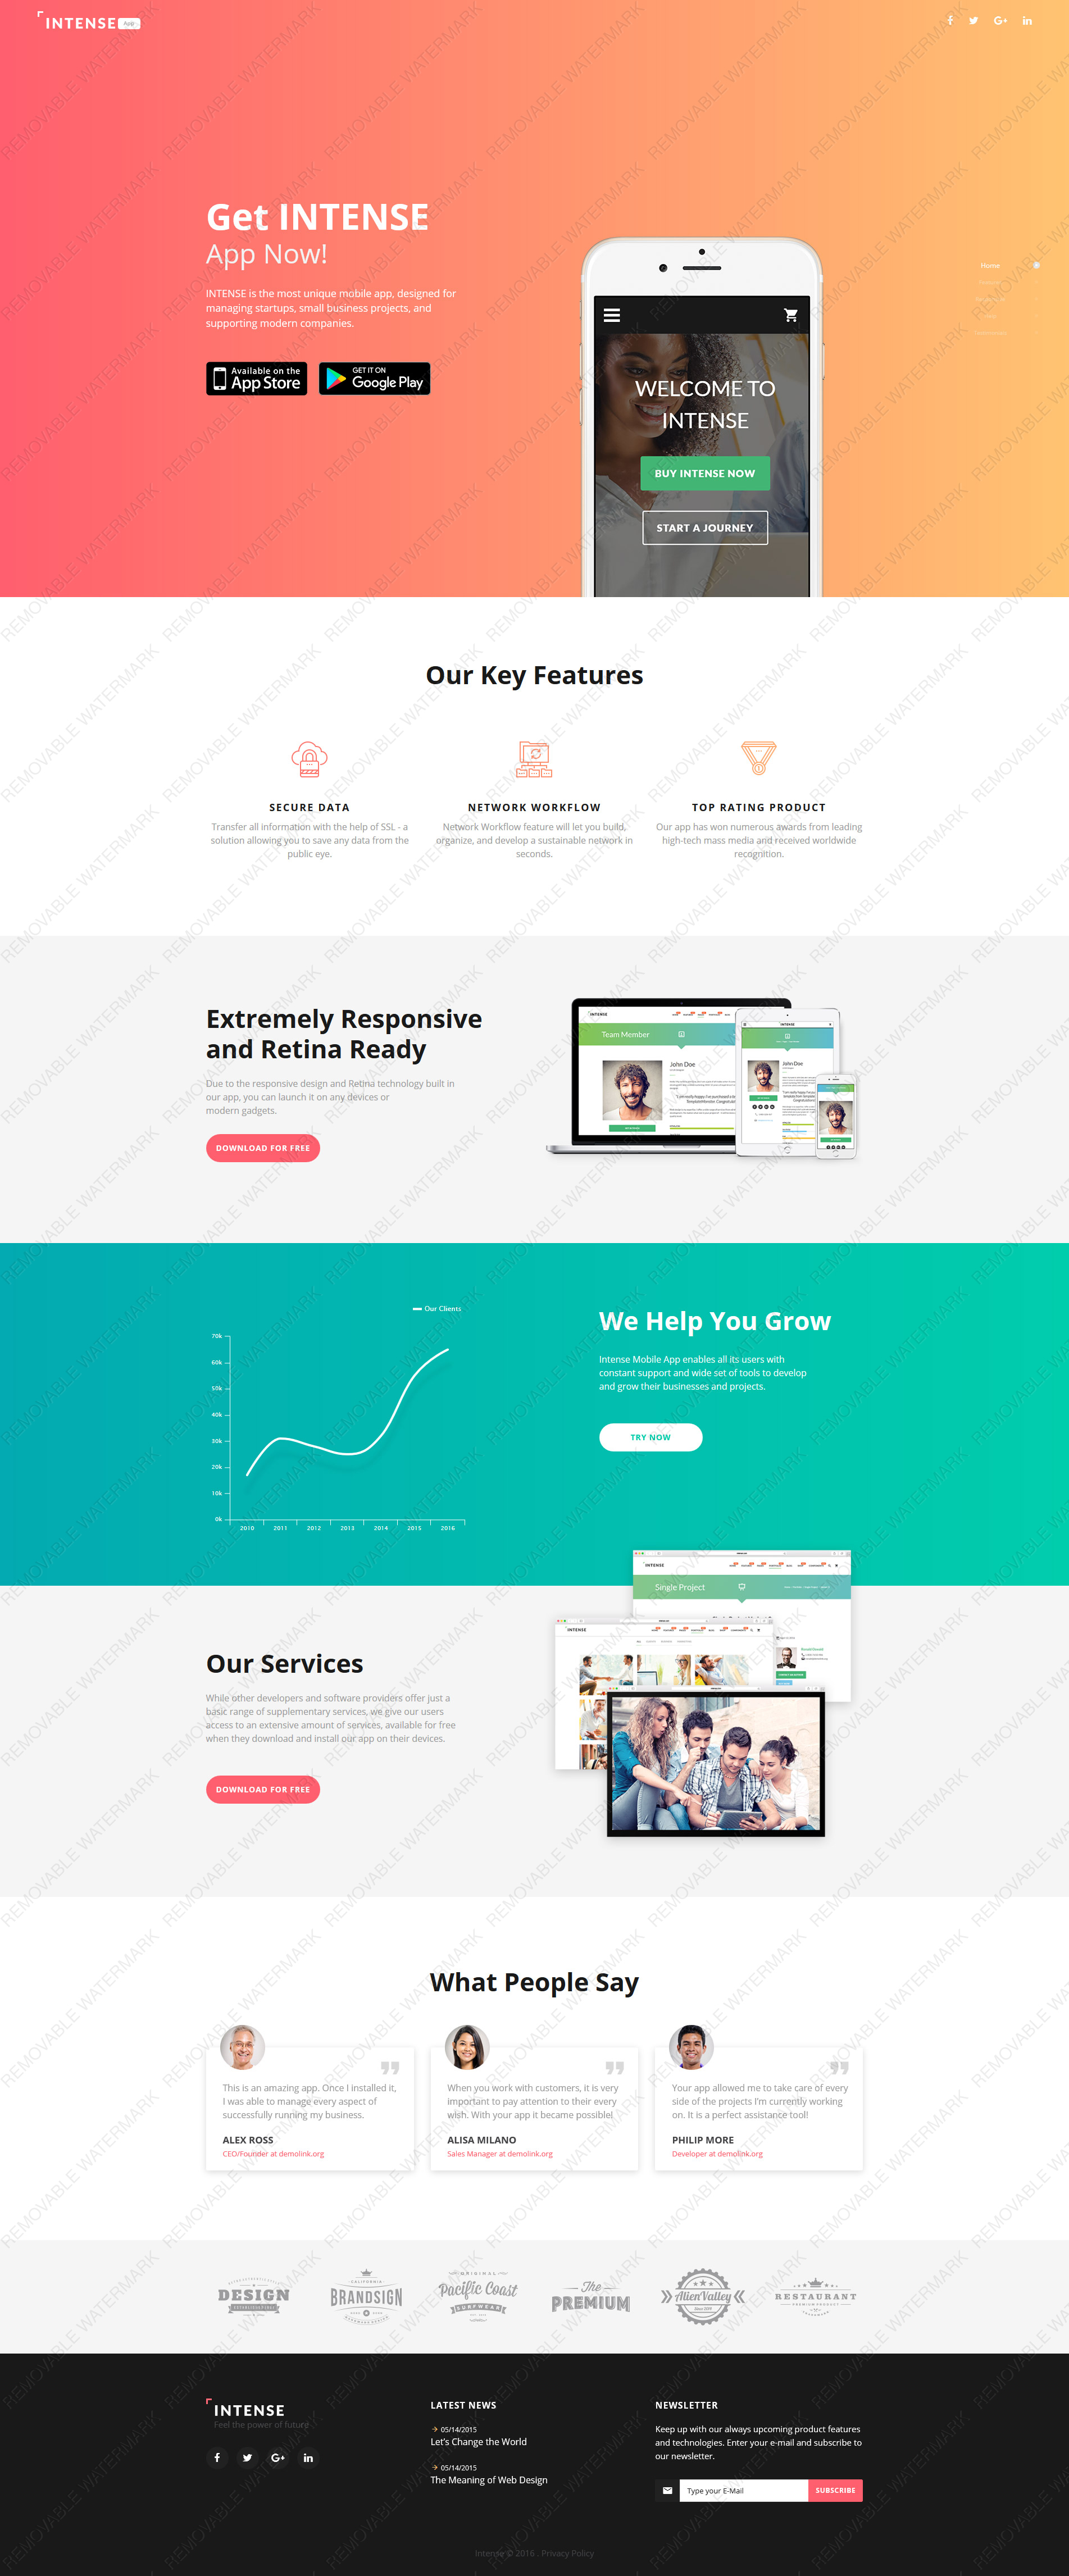 INTENSE App
Get INTENSE
App Now!
INTENSE is the most unique mobile app, designed for
managing startups, small business projects, and
supporting modern companies.
Available on the
App Store
GET IT ON
Google Play
Home
WELCOME TO
INTENSE
BUY INTENSE NOW
START A JOURNEY
Our Key Features
SECURE DATA
Transfer all information with the help of SSL - a
solution allowing you to save any data from the
public eye.
NETWORK WORKFLOW
Network Workflow feature will let you build,
organize, and develop a sustainable network in
seconds.
TOP RATING PRODUCT
Our app has won numerous awards from leading
high-tech mass media and received worldwide
recognition.
Extremely Responsive
and Retina Ready
Due to the responsive design and Retina technology built in
our app, you can launch it on any devices or
modern gadgets.
DOWNLOAD FOR FREE
INTENSE
Team Member
John Doe
INTENSE
John Doe
Our Clients
70k
60k
50k
40k
30k
20k
10k
0k
2010 2011 2012 2013 2014 2015 2016
We Help You Grow
Intense Mobile App enables all its users with
constant support and wide set of tools to develop
and grow their businesses and projects.
TRY NOW
INTENSE
Single Project
INTENSE
Our Services
While other developers and software providers offer just a
basic range of supplementary services, we give our users
access to an extensive amount of services, available for free
when they download and install our app on their devices.
DOWNLOAD FOR FREE
What People Say
This is an amazing app. Once I installed it,
I was able to manage every aspect of
successfully running my business.
ALEX ROSS
CEO/Founder at demolink.org
When you work with customers, it is very
important to pay attention to their every
wish. With your app it became possible!
ALISA MILANO
Sales Manager at demolink.org
Your app allowed me to take care of every
side of the projects I'm currently working
on. It is a perfect assistance tool!
PHILIP MORE
Developer at demolink.org
DESIGN
CALIFORNIA
BRANDSIGN
ORIGINAL
Pacific Coast
SURFWEAR
The
PREMIUM
AlienValley
RESTAURANT
PREMIUM PRODUCT
INTENSE
Feel the power of future
LATEST NEWS
05/14/2015
Let's Change the World
05/14/2015
The Meaning of Web Design
NEWSLETTER
Keep up with our always upcoming product features
and technologies. Enter your e-mail and subscribe to
our newsletter.
Type your E-Mail
SUBSCRIBE
Intense © 2016 . Privacy Policy
REMOVABLE WATERMARK